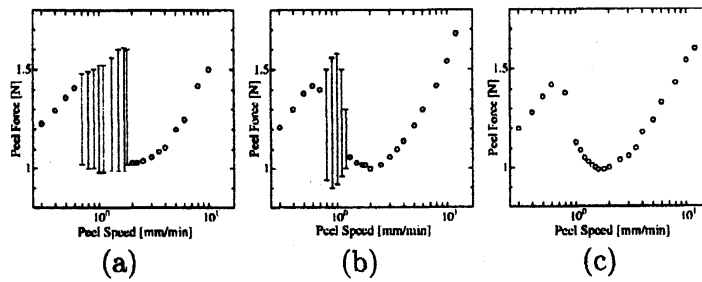 Peel Force [N]
1.5
1
10⁰
10¹
Peel Speed [mm/min]
(a)
Peel Force [N]
1.5
1
10⁰
10¹
Peel Speed [mm/min]
(b)
Peel Force [N]
1.5
1
10⁰
10¹
Peel Speed [mm/min]
(c)